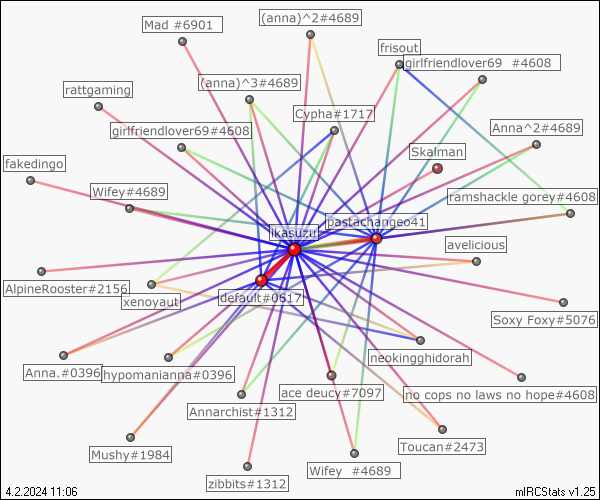 Mad #6901
(anna)^2#4689
frisout
girlfriendlover69 #4608
(anna)^3#4689
rattgaming
Cypha#1717
girlfriendlover69#4608
Anna^2#4689
Skalman
fakedingo
Wifey#4689
ramshackle gorey#4608
pastachangeo41
ikasuzu
avelicious
AlpineRooster#2156
xenoyaut
default#0617
Soxy Foxy#5076
neokingghidorah
Anna.#0396
hypomanianna#0396
ace deucy#7097
no cops no laws no hope#4608
Annarchist#1312
Toucan#2473
Mushy#1984
Wifey #4689
zibbits#1312
4.2.2024 11:06
mIRCStats v1.25